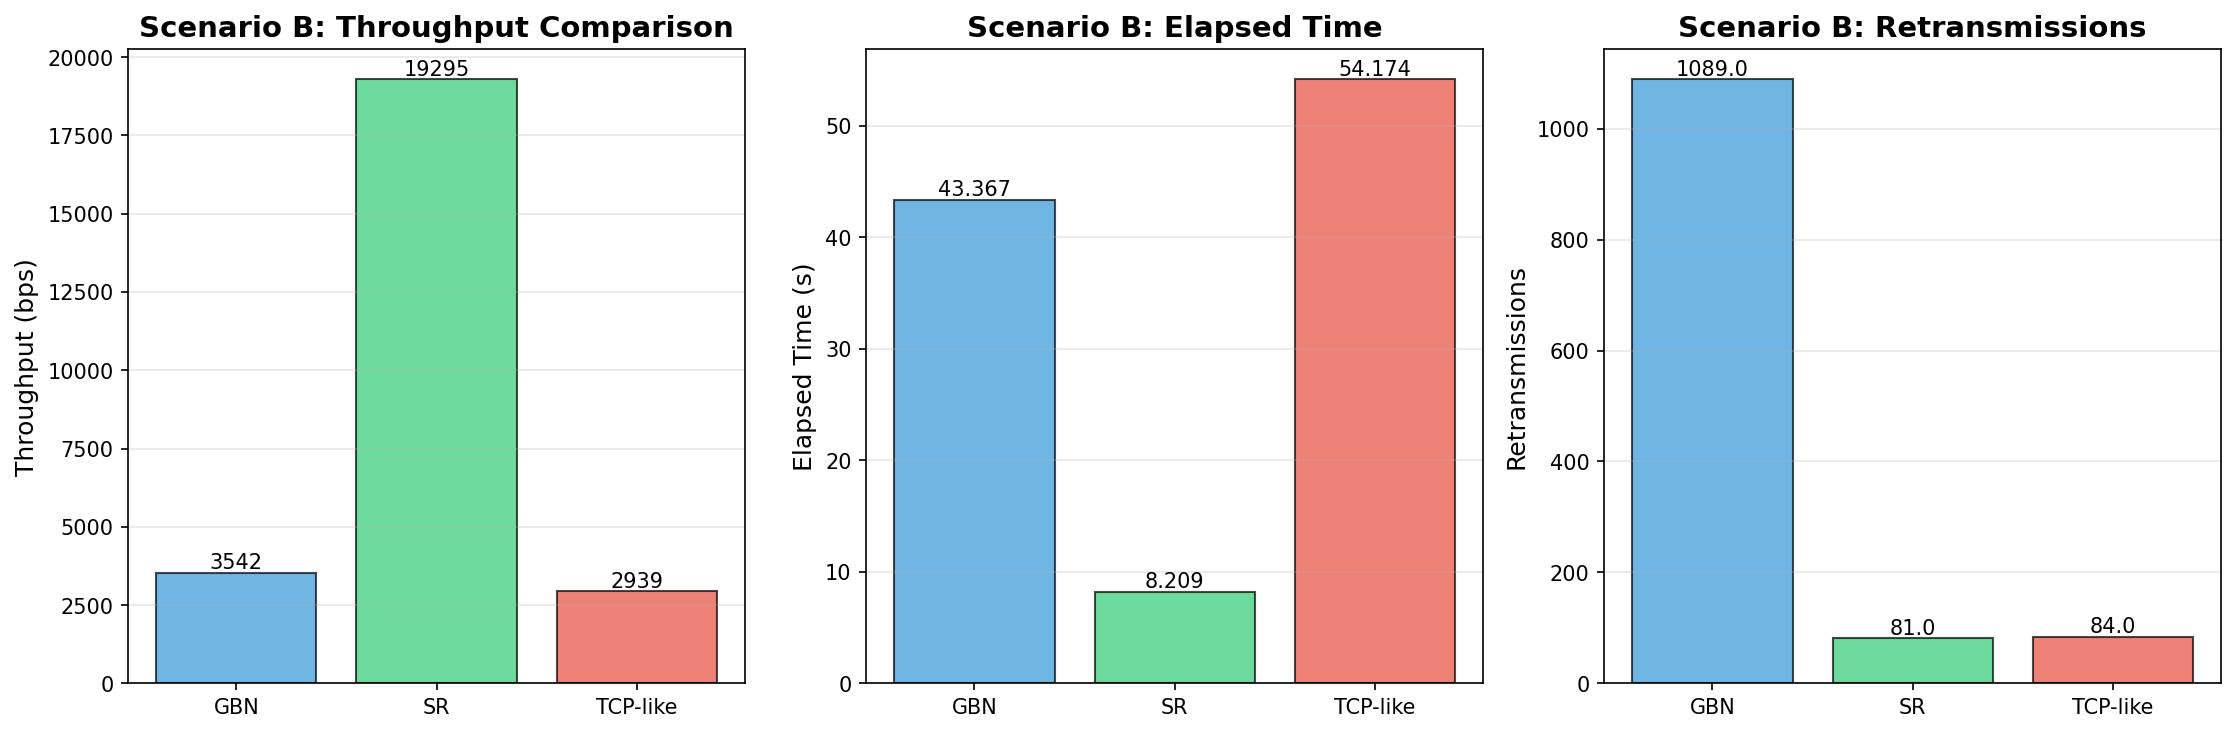 Scenario B: Throughput Comparison
Throughput (bps)
20000
17500
15000
12500
10000
7500
5000
2500
0
3542
19295
2939
GBN
SR
TCP-like
Scenario B: Elapsed Time
Elapsed Time (s)
50
40
30
20
10
0
43.367
8.209
54.174
GBN
SR
TCP-like
Scenario B: Retransmissions
Retransmissions
1000
800
600
400
200
0
1089.0
81.0
84.0
GBN
SR
TCP-like